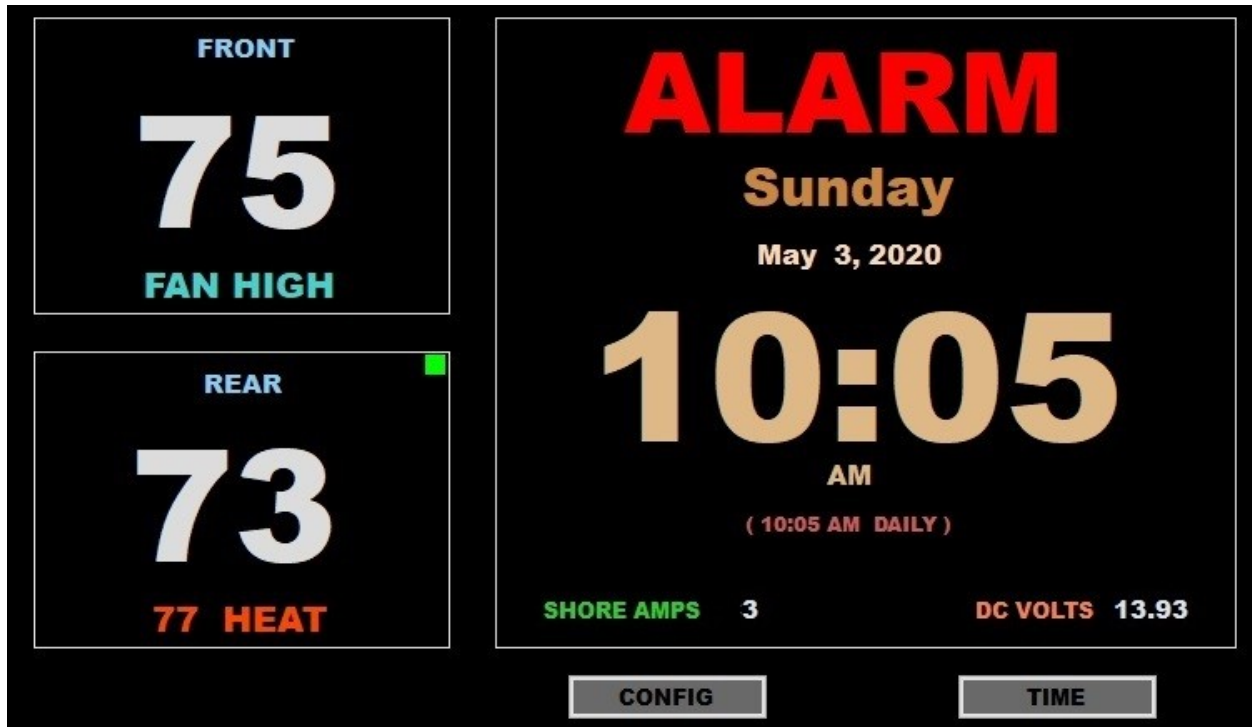 FRONT
75
FAN HIGH
REAR
73
77 HEAT
ALARM
Sunday
May 3, 2020
10:05
AM
( 10:05 AM DAILY )
SHORE AMPS 3 DC VOLTS 13.93
CONFIG TIME